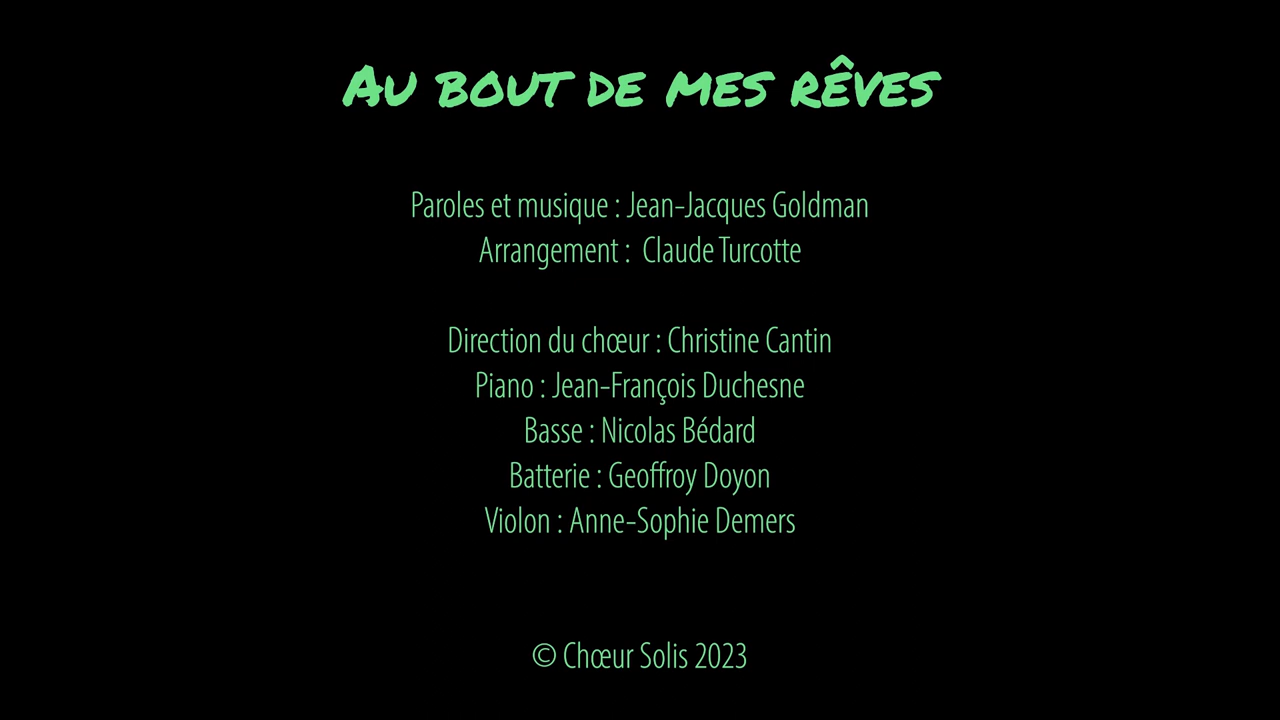 Au bout de mes rêves
Paroles et musique : Jean-Jacques Goldman
Arrangement :  Claude Turcotte
Direction du chœur : Christine Cantin
Piano : Jean-François Duchesne
Basse : Nicolas Bédard
Batterie : Geoffroy Doyon
Violon : Anne-Sophie Demers
© Chœur Solis 2023